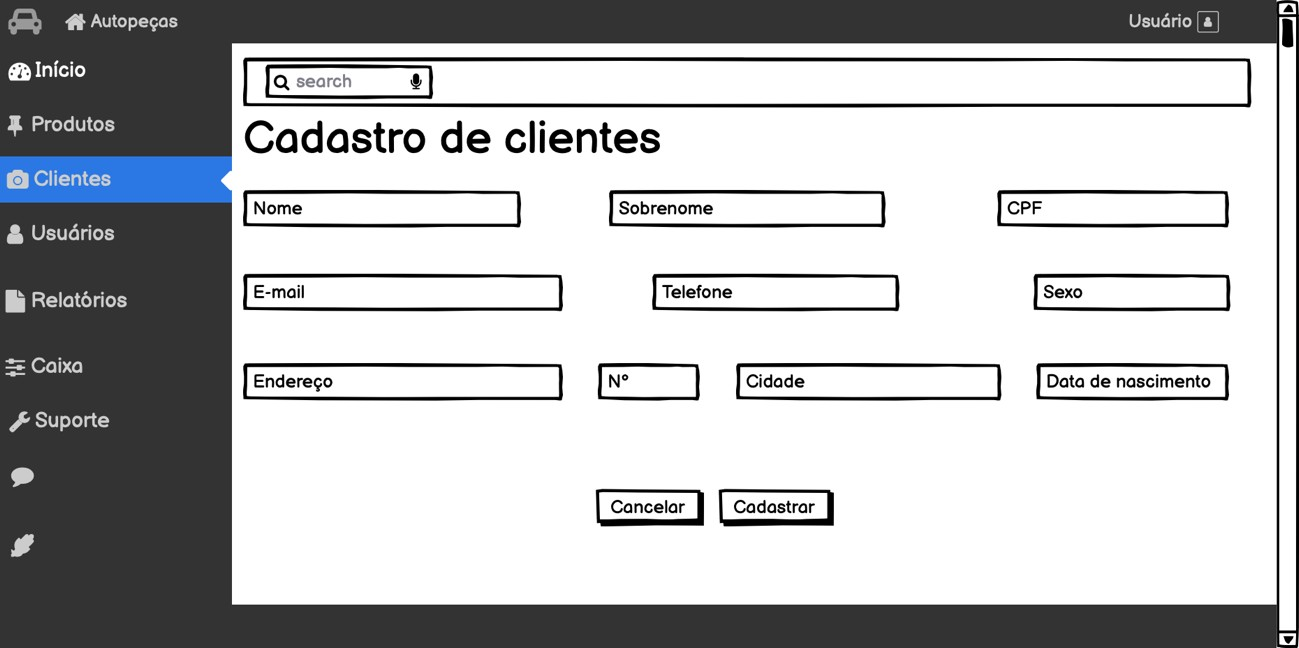 Autopeças
Usuário
Início
Produtos
Clientes
Usuários
Relatórios
Caixa
Suporte
search
Cadastro de clientes
Nome
Sobrenome
CPF
E-mail
Telefone
Sexo
Endereço
N°
Cidade
Data de nascimento
Cancelar
Cadastrar